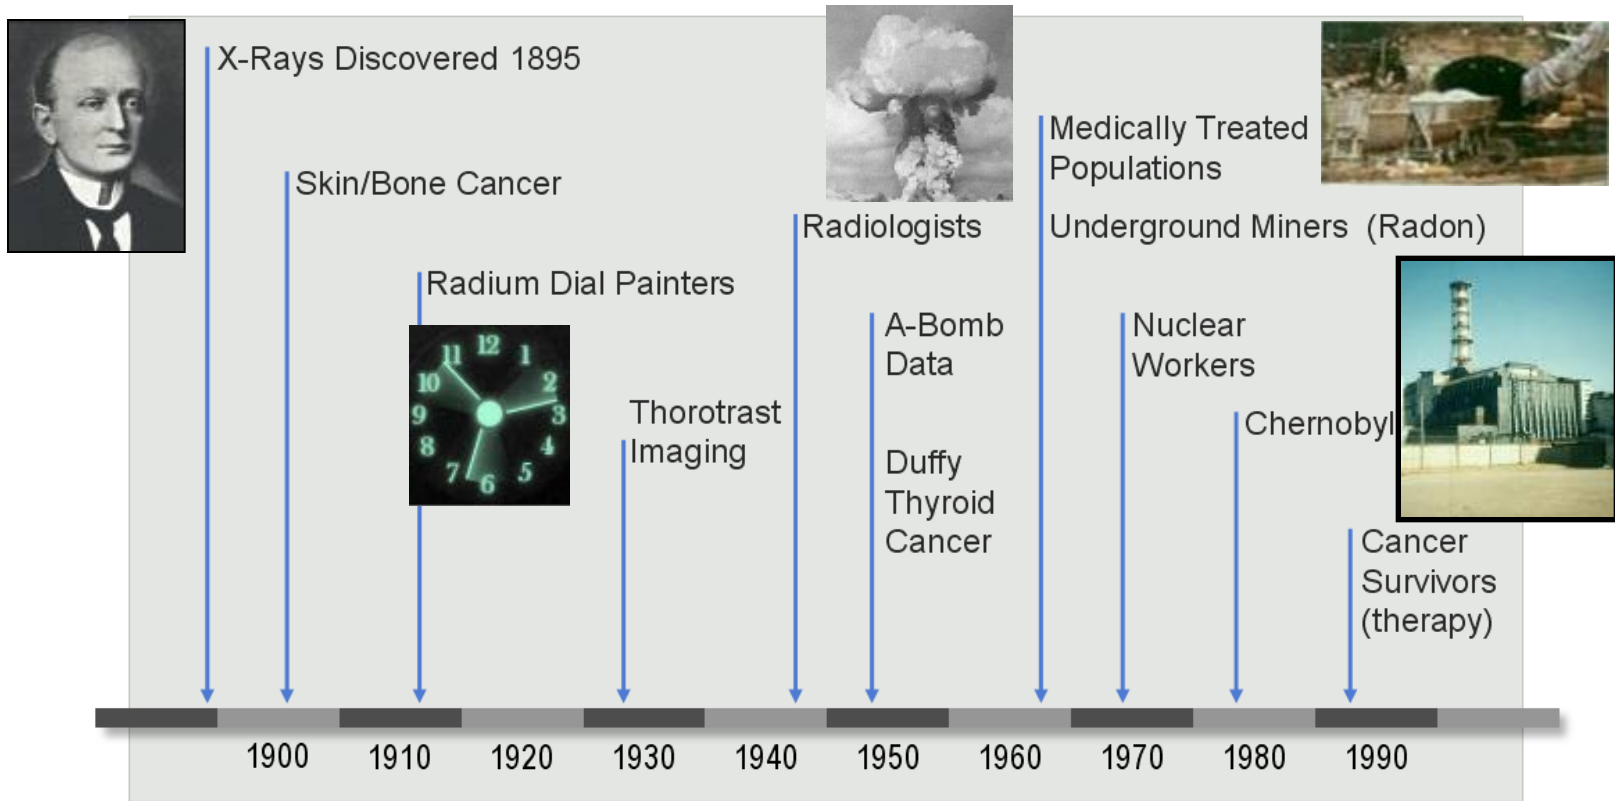 X-Rays Discovered 1895
Skin/Bone Cancer
Radium Dial Painters
12
1
2
3
4
5
6
7
8
9
10
11
Thorotrast
Imaging
Radiologists
A-Bomb
Data
Duffy
Thyroid
Cancer
Medically Treated
Populations
Underground Miners (Radon)
Nuclear
Workers
Chernobyl
Cancer
Survivors
(therapy)
1900 1910 1920 1930 1940 1950 1960 1970 1980 1990